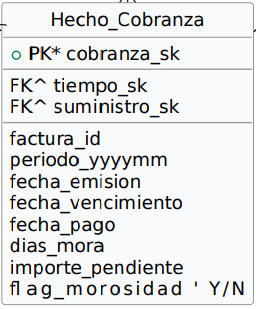 Hecho_Cobranza
PK* cobranza_sk
FK^ tiempo_sk
FK^ suministro_sk
factura_id
periodo_yyyymm
fecha_emision
fecha_vencimiento
fecha_pago
dias_mora
importe_pendiente
flag_morosidad ' Y/N